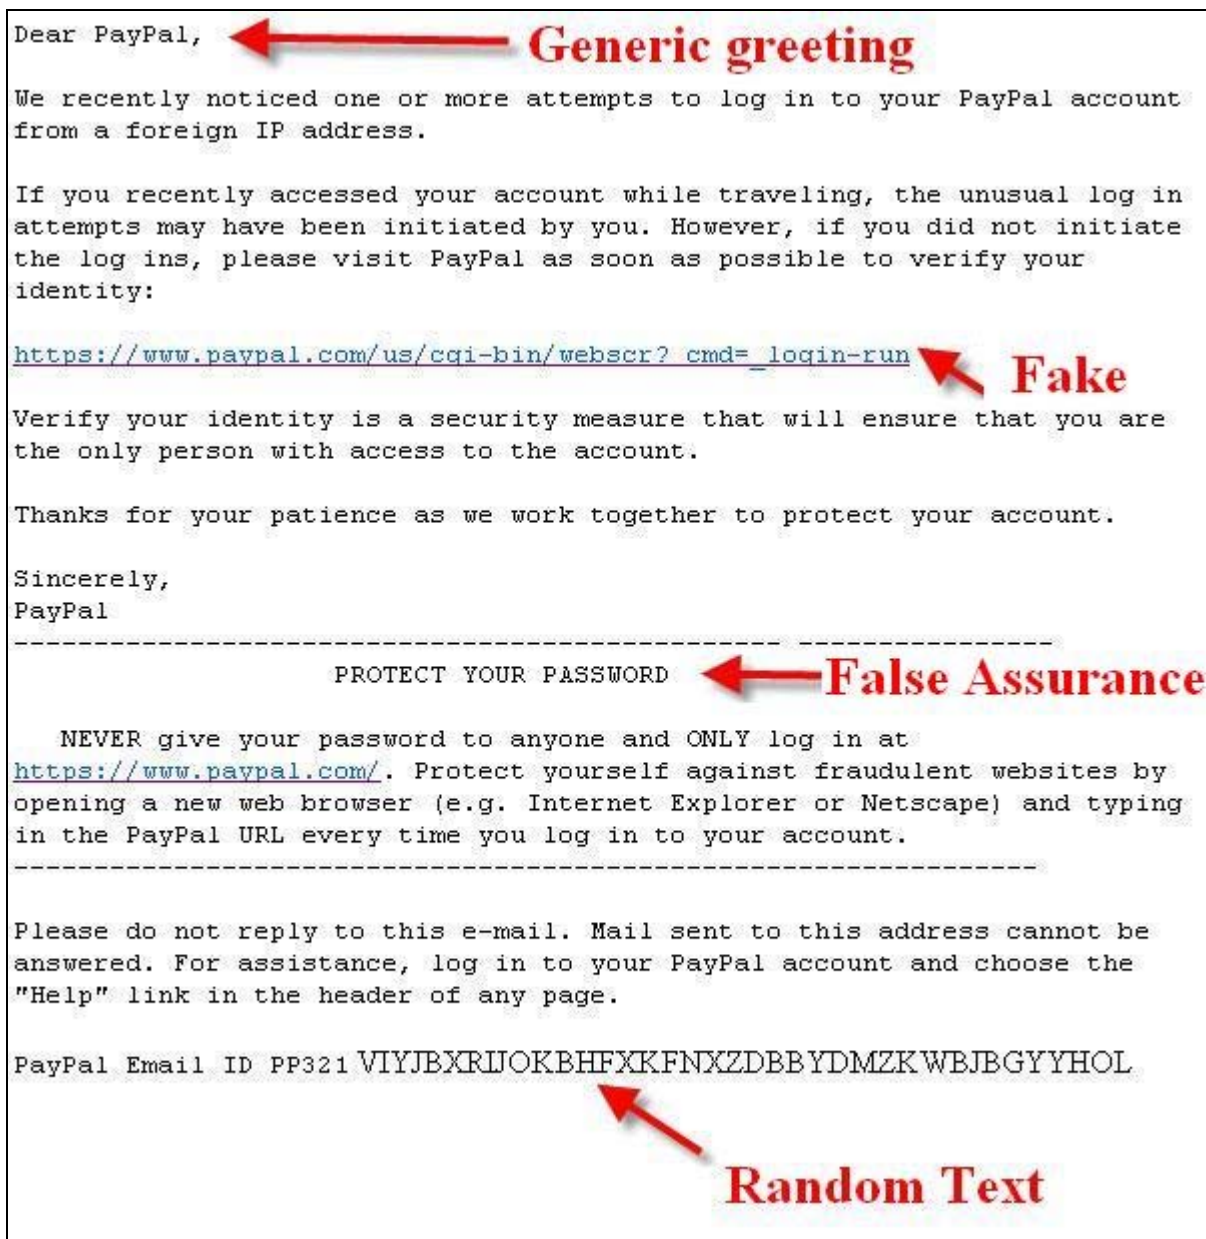 Dear PayPal,
Generic greeting
We recently noticed one or more attempts to log in to your PayPal account
from a foreign IP address.
If you recently accessed your account while traveling, the unusual log in
attempts may have been initiated by you. However, if you did not initiate
the log ins, please visit PayPal as soon as possible to verify your
identity:
https://www.paypal.com/us/cgi-bin/webscr? cmd=_login-run
Fake
Verify your identity is a security measure that will ensure that you are
the only person with access to the account.
Thanks for your patience as we work together to protect your account.
Sincerely,
PayPal
------------------------------------------------ ----------------
PROTECT YOUR PASSWORD
False Assurance
NEVER give your password to anyone and ONLY log in at
https://www.paypal.com/. Protect yourself against fraudulent websites by
opening a new web browser (e.g. Internet Explorer or Netscape) and typing
in the PayPal URL every time you log in to your account.
----------------------------------------------------------------
Please do not reply to this e-mail. Mail sent to this address cannot be
answered. For assistance, log in to your PayPal account and choose the
"Help" link in the header of any page.
PayPal Email ID PP321 VIYJBXRIJOKBHFXKFNXZDBBYDMZKWBJBGYYHOL
Random Text